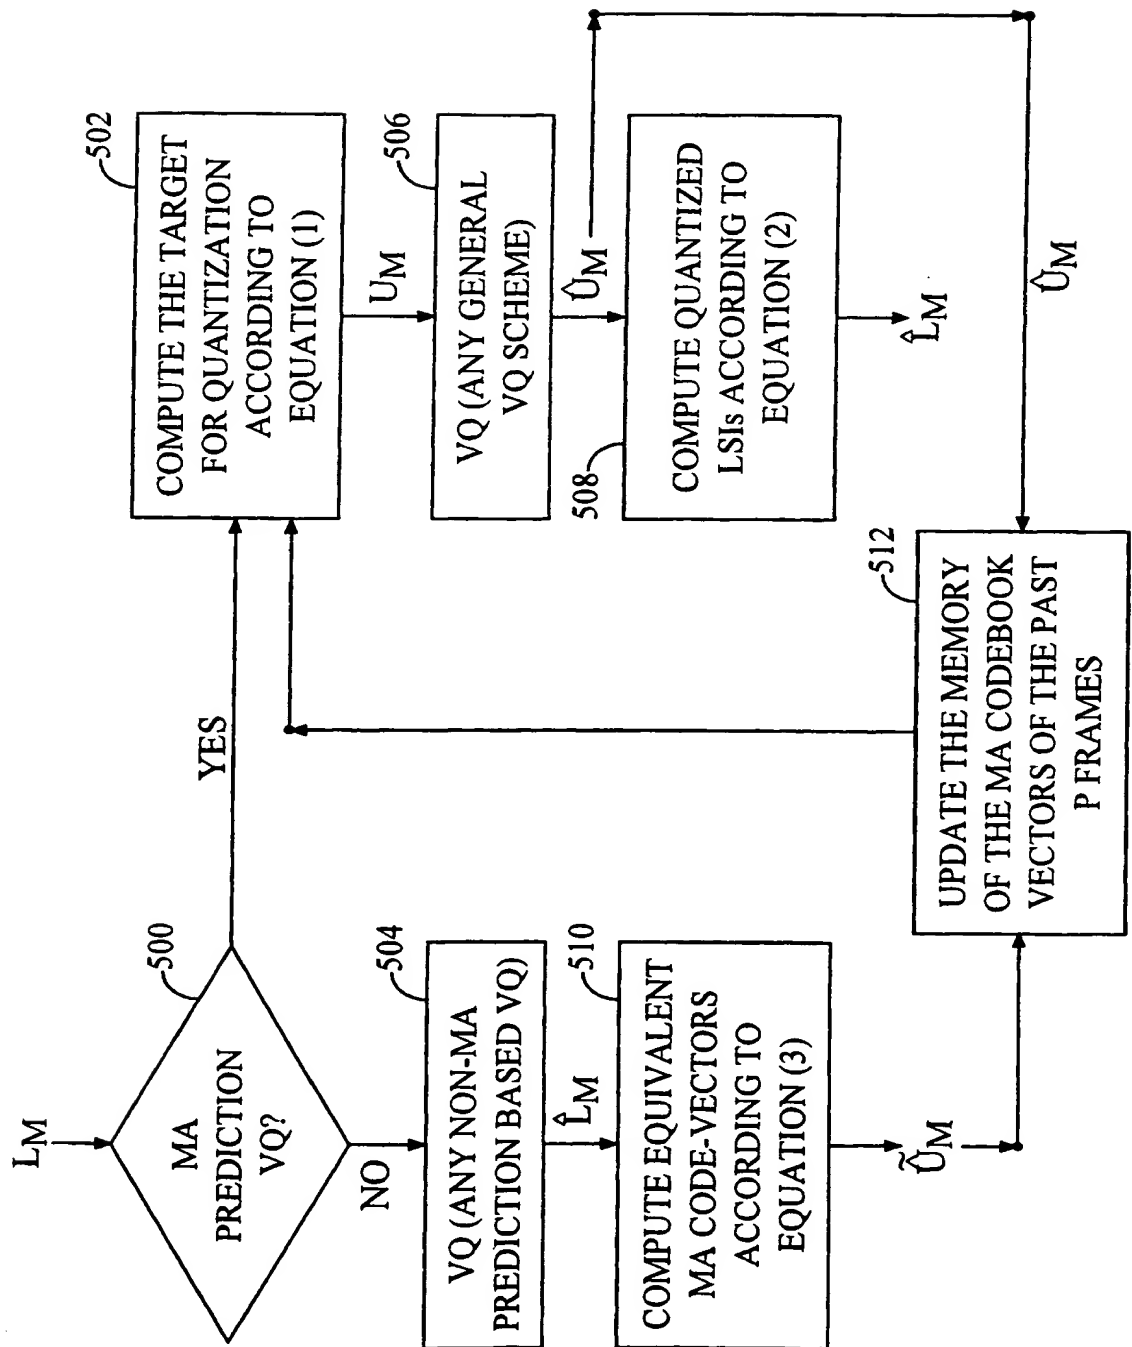 L_M
500
MA
PREDICTION
VQ?
YES
NO
502
COMPUTE THE TARGET
FOR QUANTIZATION
ACCORDING TO
EQUATION (1)
U_M
504
VQ (ANY NON-MA
PREDICTION BASED VQ)
L̂_M
506
VQ (ANY GENERAL
VQ SCHEME)
Û_M
510
COMPUTE EQUIVALENT
MA CODE-VECTORS
ACCORDING TO
EQUATION (3)
Ũ̂_M
508
COMPUTE QUANTIZED
LSIs ACCORDING TO
EQUATION (2)
L̂_M
Û_M
512
UPDATE THE MEMORY
OF THE MA CODEBOOK
VECTORS OF THE PAST
P FRAMES